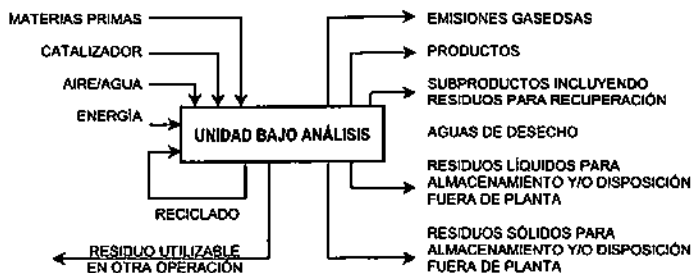 MATERIAS PRIMAS
CATALIZADOR
AIRE/AGUA
ENERGÍA
UNIDAD BAJO ANÁLISIS
RECICLADO
RESIDUO UTILIZABLE
EN OTRA OPERACIÓN
EMISIONES GASEOSAS
PRODUCTOS
SUBPRODUCTOS INCLUYENDO
RESIDUOS PARA RECUPERACIÓN
AGUAS DE DESECHO
RESIDUOS LÍQUIDOS PARA
ALMACENAMIENTO Y/O DISPOSICIÓN
FUERA DE PLANTA
RESIDUOS SÓLIDOS PARA
ALMACENAMIENTO Y/O DISPOSICIÓN
FUERA DE PLANTA